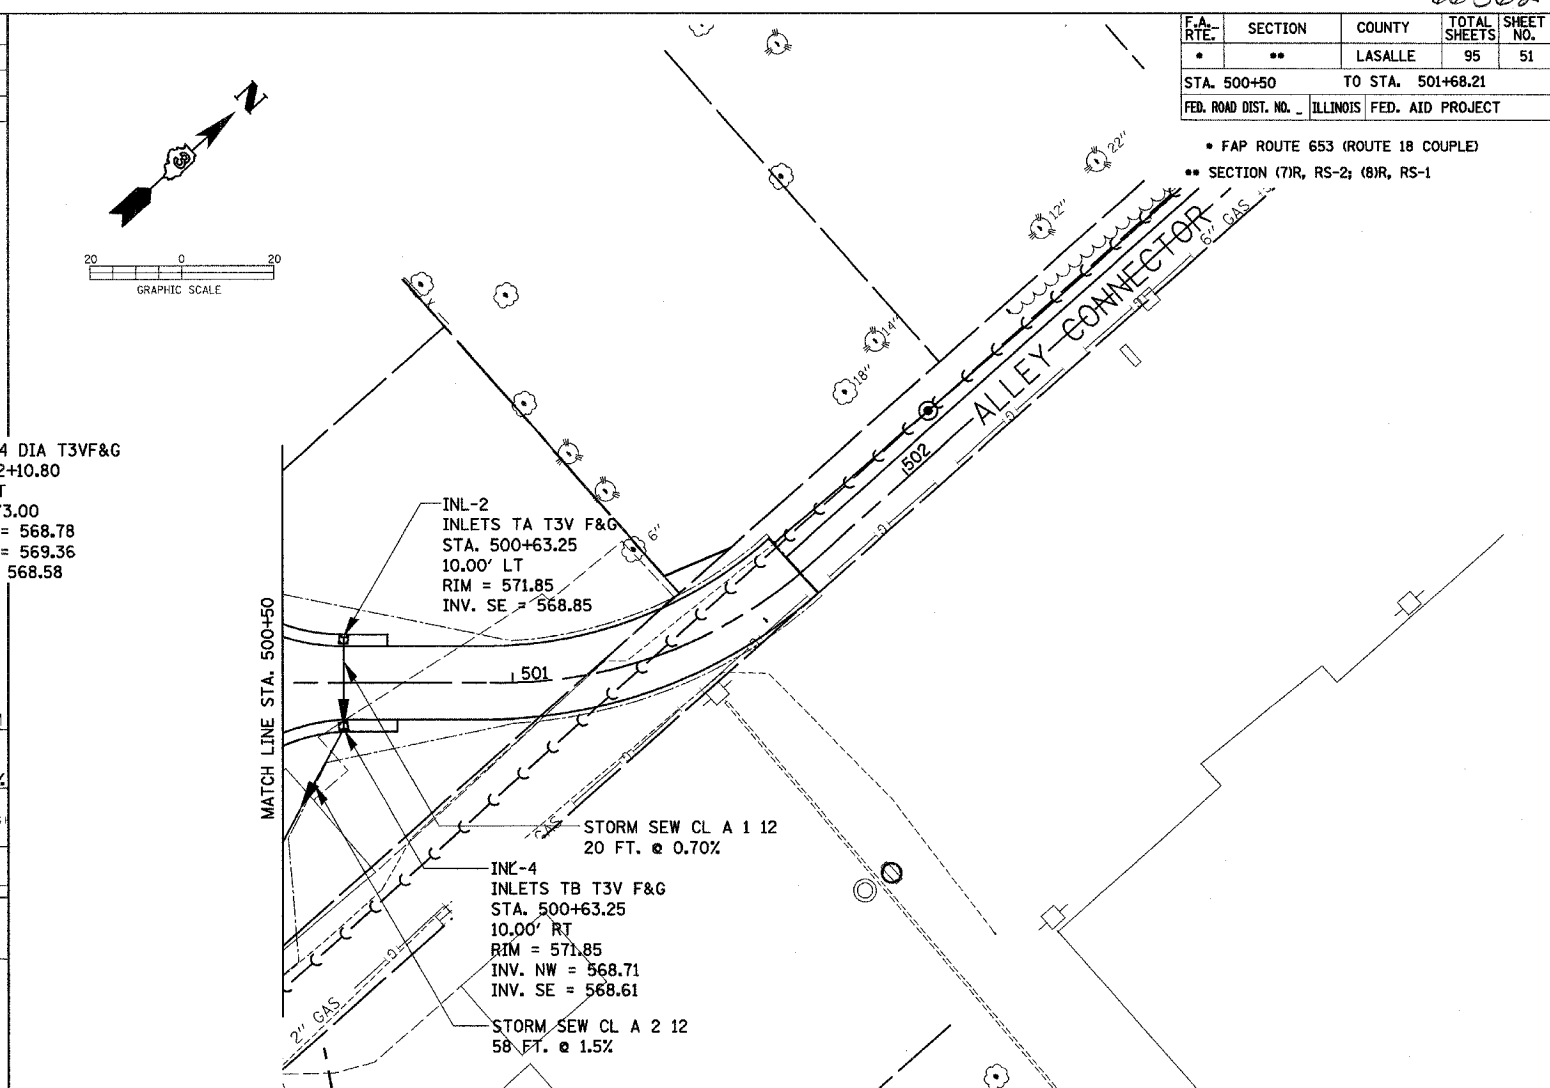 F.A. RTE. SECTION COUNTY TOTAL SHEETS SHEET NO.
* ** LASALLE 95 51
STA. 500+50 TO STA. 501+68.21
FED. ROAD DIST. NO. _ ILLINOIS FED. AID PROJECT
* FAP ROUTE 653 (ROUTE 18 COUPLE)
** SECTION (7)R, RS-2; (8)R, RS-1
N
20 0 20
GRAPHIC SCALE
22"
12"
14"
18"
6"
6" GAS
ALLEY CONNECTOR
502
501
4 DIA T3VF&G
2+10.80
T
73.00
= 568.78
= 569.36
568.58
INL-2
INLETS TA T3V F&G
STA. 500+63.25
10.00' LT
RIM = 571.85
INV. SE = 568.85
MATCH LINE STA. 500+50
GAS
STORM SEW CL A 1 12
20 FT. @ 0.70%
INL-4
INLETS TB T3V F&G
STA. 500+63.25
10.00' RT
RIM = 571.85
INV. NW = 568.71
INV. SE = 568.61
2" GAS
STORM SEW CL A 2 12
58 FT. @ 1.5%